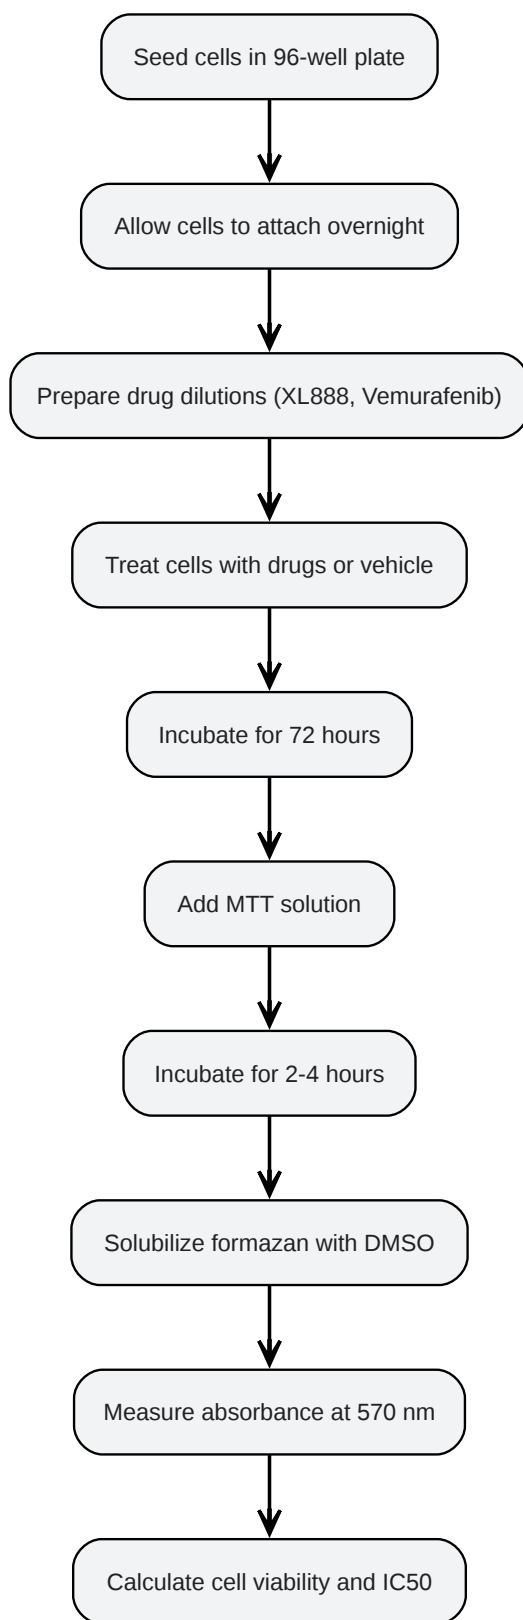 Seed cells in 96-well plate
Allow cells to attach overnight
Prepare drug dilutions (XL888, Vemurafenib)
Treat cells with drugs or vehicle
Incubate for 72 hours
Add MTT solution
Incubate for 2-4 hours
Solubilize formazan with DMSO
Measure absorbance at 570 nm
Calculate cell viability and IC50